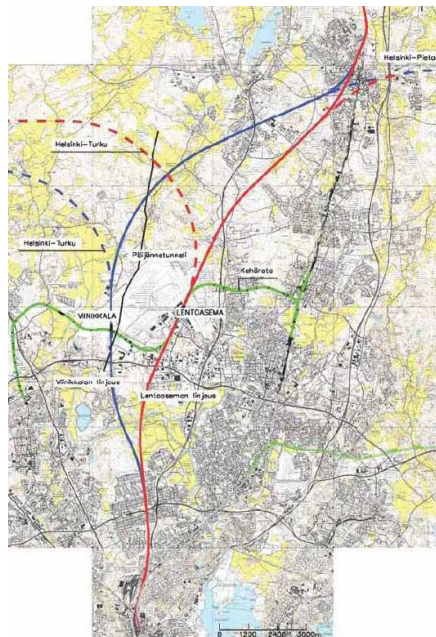 Helsinki-Pieta
Helsinki-Turku
Helsinki-Turku
Päijännetunneli
Kehärata
VIINIKKALA
LENTOASEMA
Viinikkalan linjaus
Lentoaseman linjaus
0 1200 2400 3600m